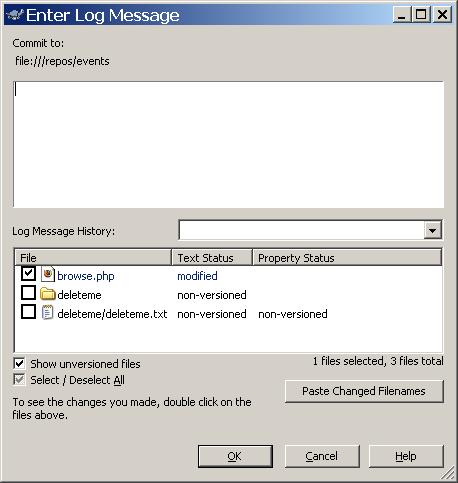 Enter Log Message
Commit to:
file:///repos/events
Log Message History:
File Text Status Property Status
browse.php modified
deleteme non-versioned
deleteme/deleteme.txt non-versioned non-versioned
Show unversioned files
1 files selected, 3 files total
Select / Deselect All
Paste Changed Filenames
To see the changes you made, double click on the
files above.
OK Cancel Help